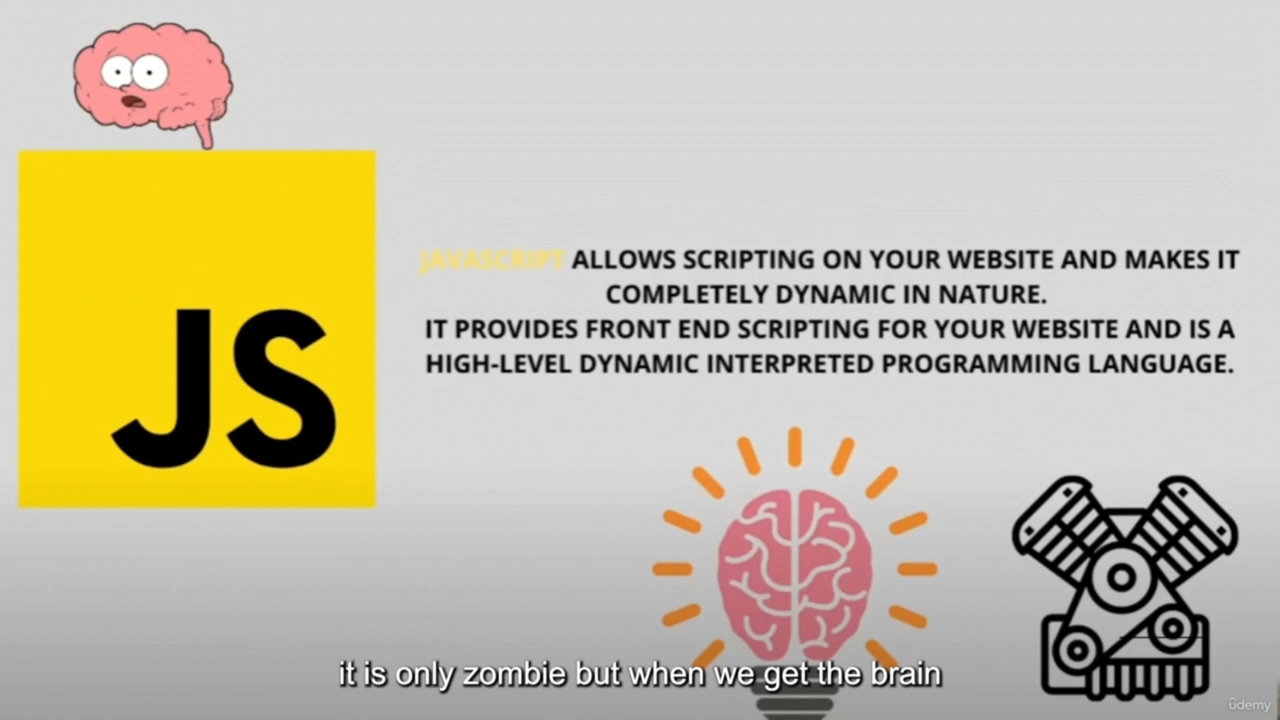 JS
JAVASCRIPT ALLOWS SCRIPTING ON YOUR WEBSITE AND MAKES IT
COMPLETELY DYNAMIC IN NATURE.
IT PROVIDES FRONT END SCRIPTING FOR YOUR WEBSITE AND IS A
HIGH-LEVEL DYNAMIC INTERPRETED PROGRAMMING LANGUAGE.
it is only zombie but when we get the brain
ûdemy